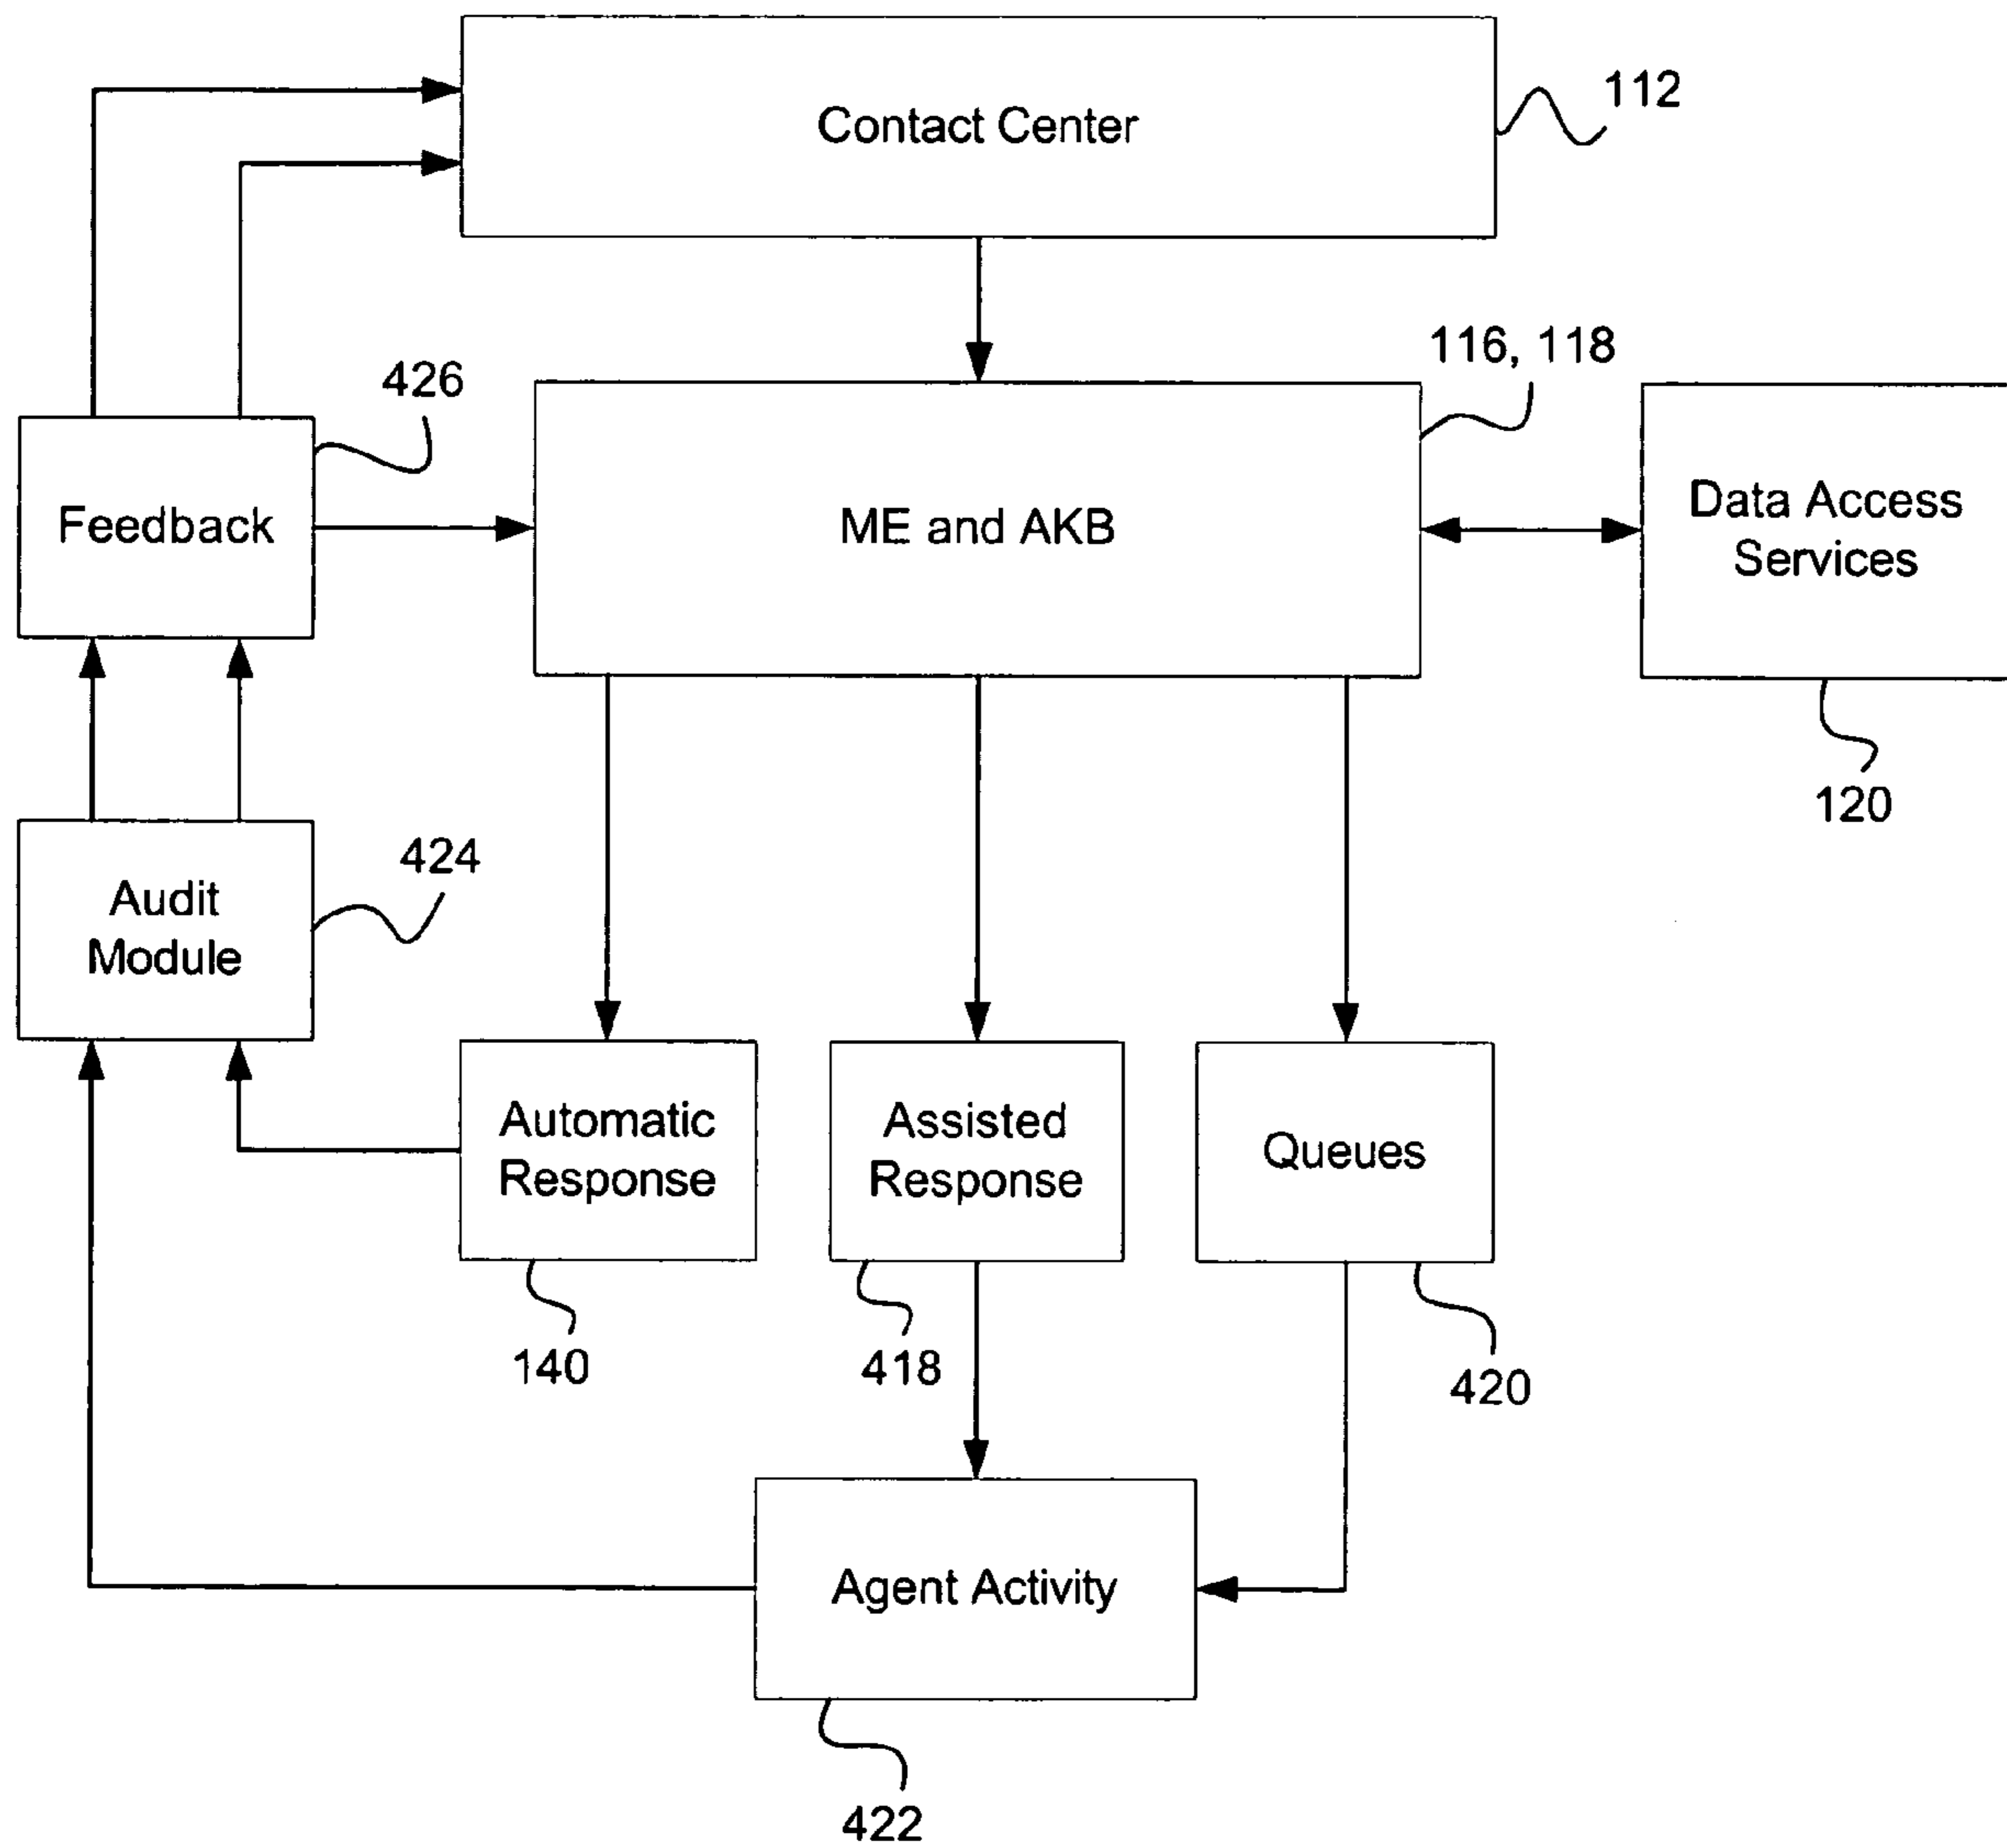 Contact Center
112
116, 118
426
Feedback
ME and AKB
Data Access
Services
120
424
Audit
Module
Automatic
Response
Assisted
Response
Queues
140
418
420
Agent Activity
422